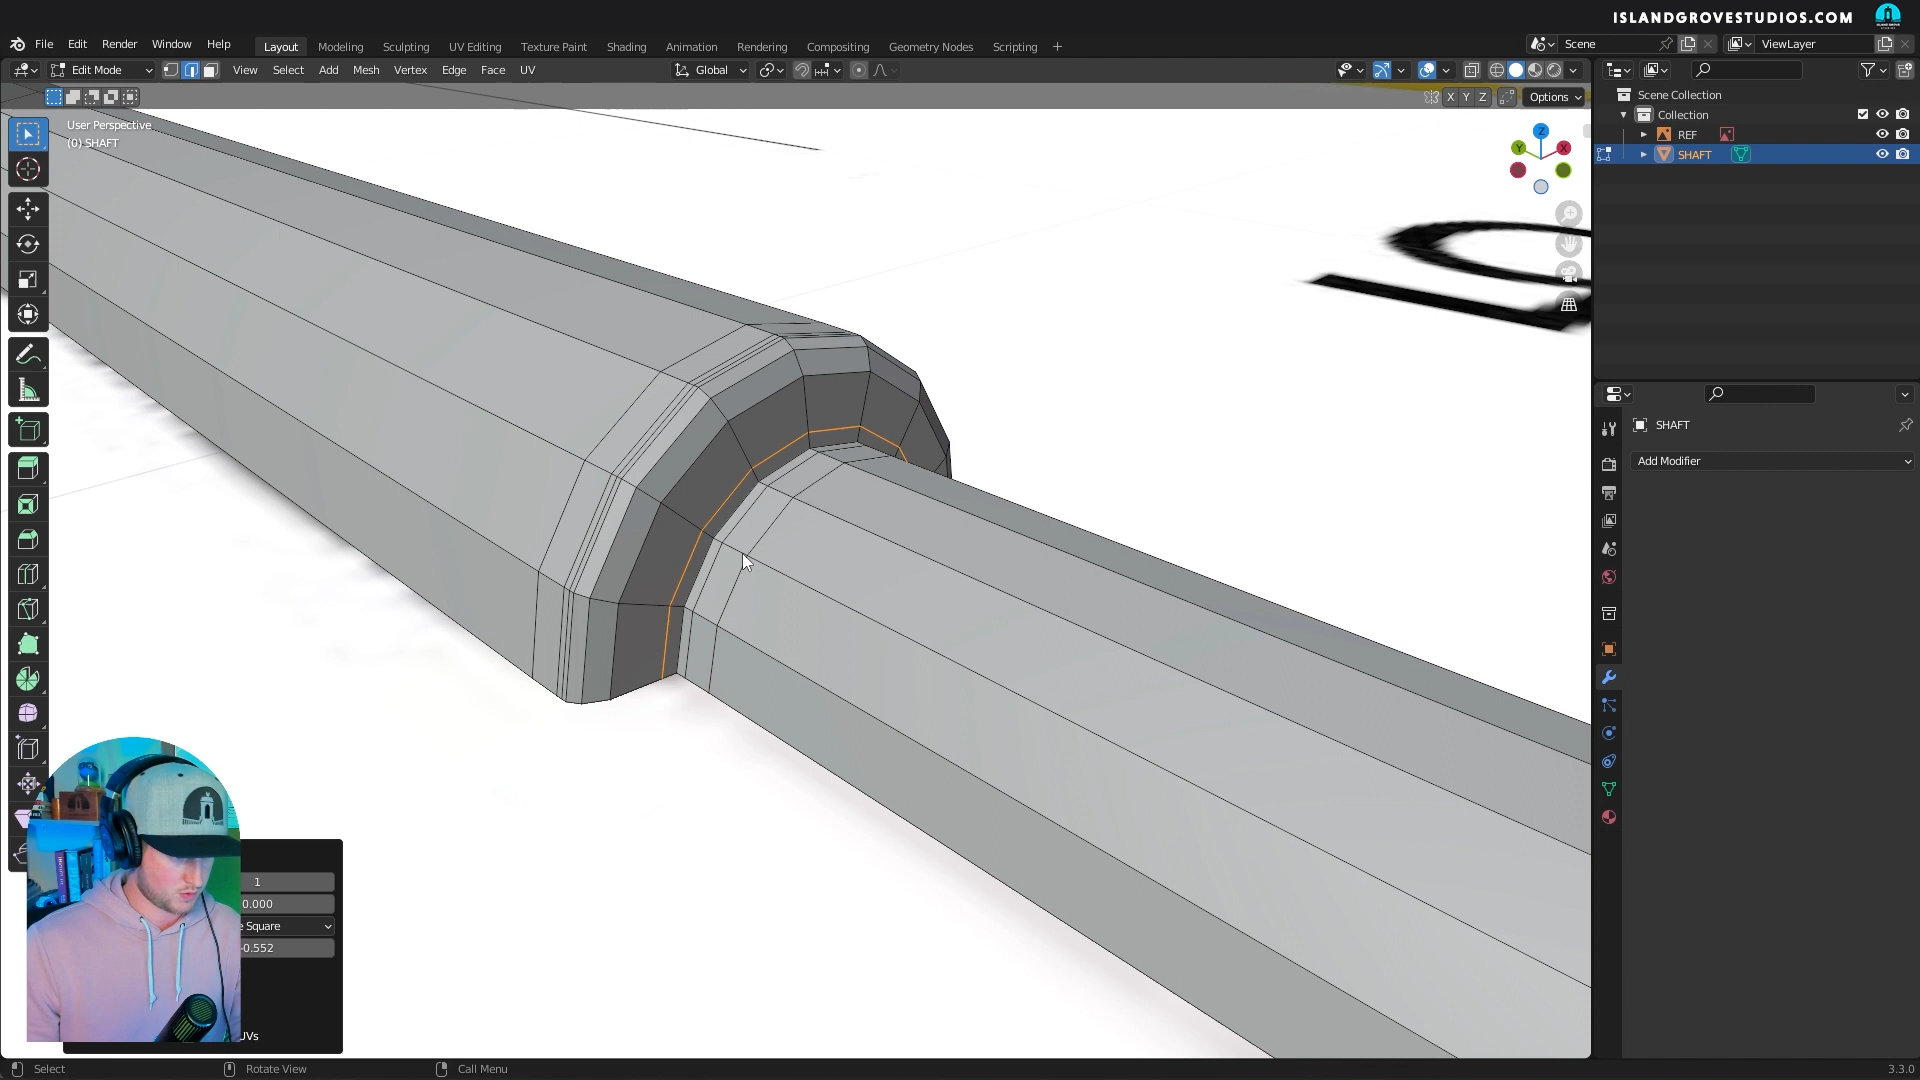 ISLANDGROVESTUDIOS.COM
File Edit Render Window Help
Layout Modeling Sculpting UV Editing Texture Paint Shading Animation Rendering Compositing Geometry Nodes Scripting +
Scene
ViewLayer
Edit Mode
View Select Add Mesh Vertex Edge Face UV
Global
X Y Z
Options
User Perspective
(0) SHAFT
Z
Y
X
Scene Collection
Collection
REF
SHAFT
SHAFT
Add Modifier
1
0.000
Square
0.552
UVs
Select
Rotate View
Call Menu
3.3.0